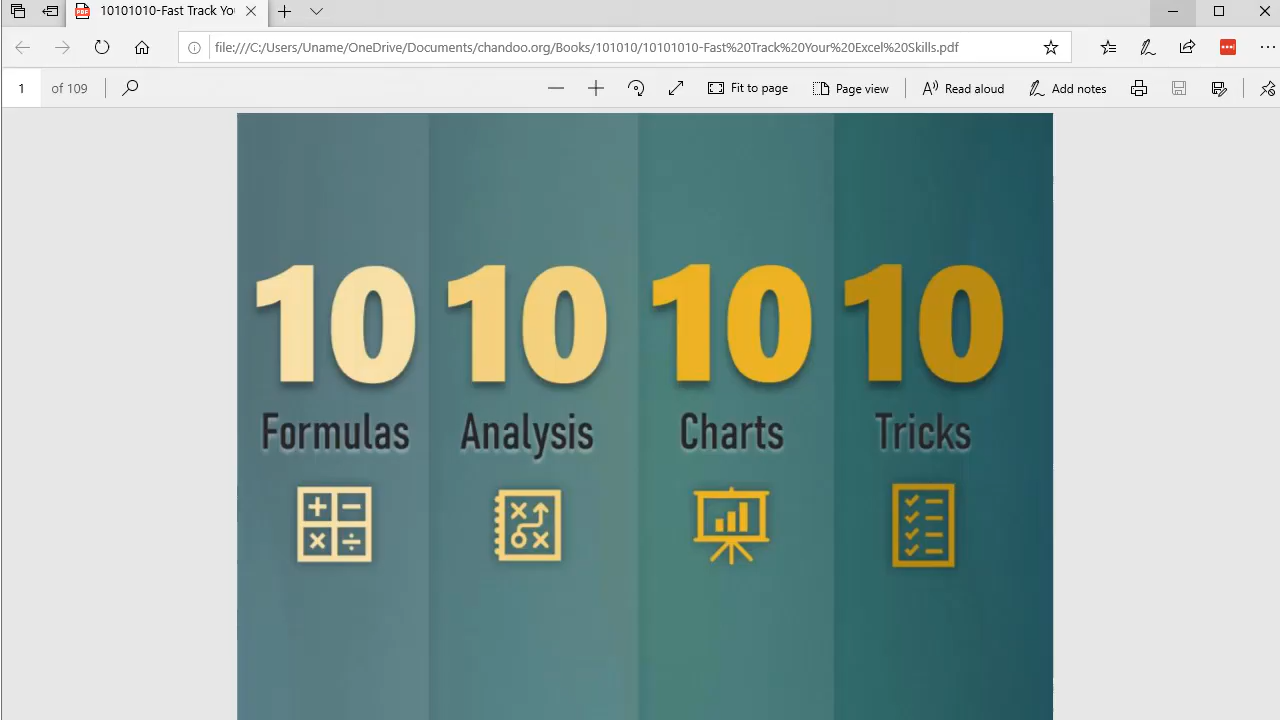 10101010-Fast Track Yo
file:///C:/Users/Uname/OneDrive/Documents/chandoo.org/Books/101010/10101010-Fast%20Track%20Your%20Excel%20Skills.pdf
1 of 109 Fit to page Page view Read aloud Add notes
10 10 10 10
Formulas Analysis Charts Tricks